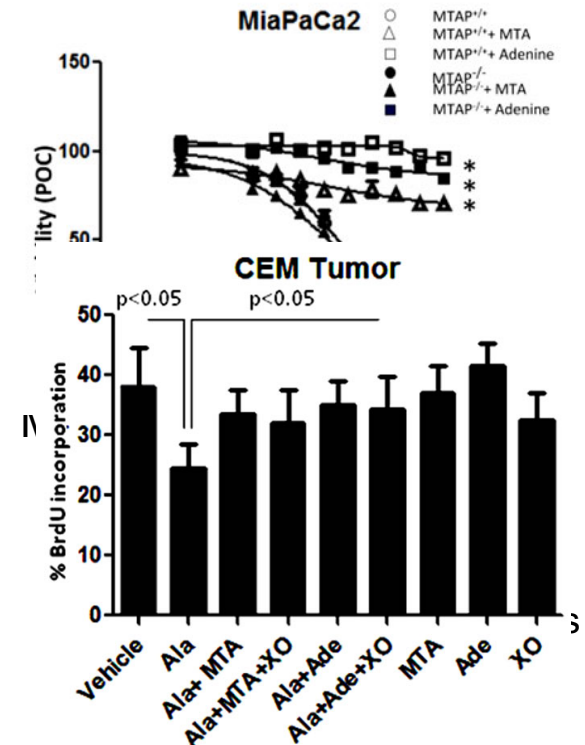 MiaPaCa2
MTAP+/+
MTAP+/++ MTA
MTAP+/++ Adenine
MTAP-/-
MTAP-/-+ MTA
MTAP-/-+ Adenine
150
100
50
lity (POC)
*
*
*
CEM Tumor
p<0.05 p<0.05
50
40
30
20
10
0
% BrdU incorporation
Vehicle
Ala
Ala+ MTA
Ala+MTA+XO
Ala+Ade
Ala+Ade+XO
MTA
Ade
XO
s